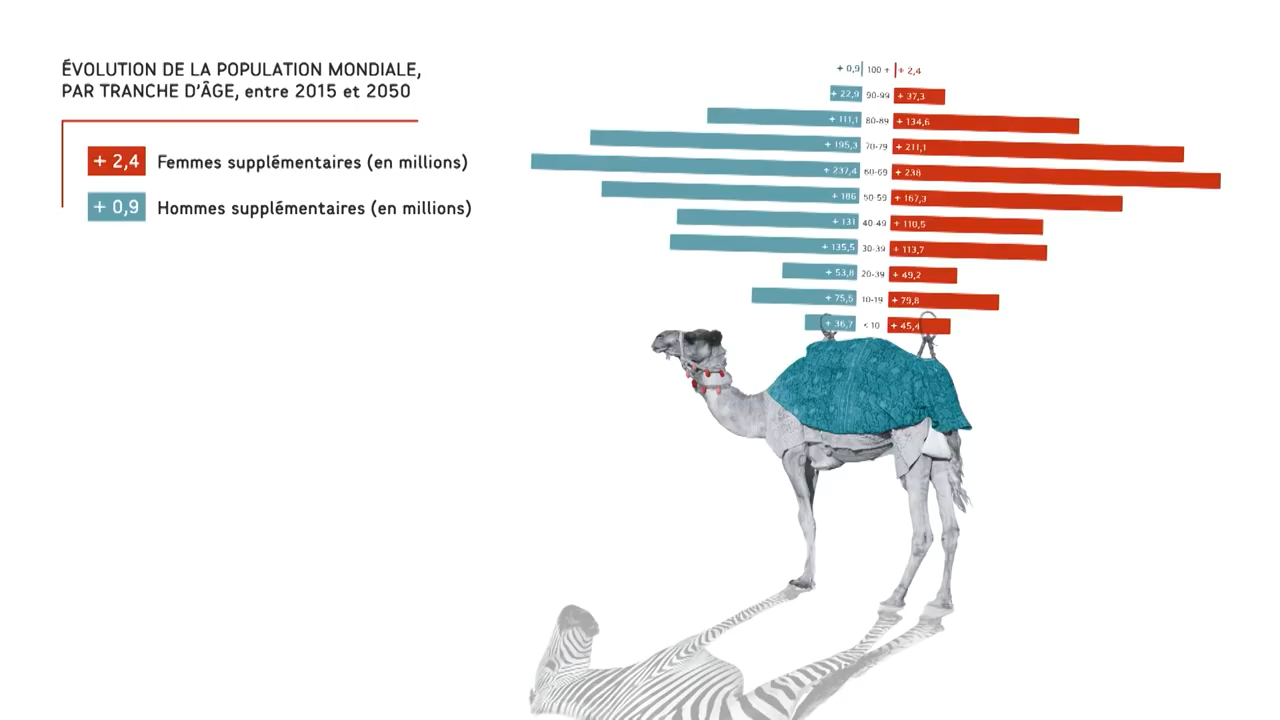 ÉVOLUTION DE LA POPULATION MONDIALE,
PAR TRANCHE D'ÂGE, entre 2015 et 2050
+ 2,4 Femmes supplémentaires (en millions)
+ 0,9 Hommes supplémentaires (en millions)
+ 0,9 100 + + 2,4
+ 22,9 90-99 + 37,3
+ 111,1 80-89 + 134,6
+ 195,3 70-79 + 211,1
+ 237,4 60-69 + 238
+ 186 50-59 + 167,3
+ 131 40-49 + 110,5
+ 135,5 30-39 + 113,7
+ 53,8 20-39 + 49,2
+ 75,5 10-19 + 79,8
+ 36,7 < 10 + 45,4